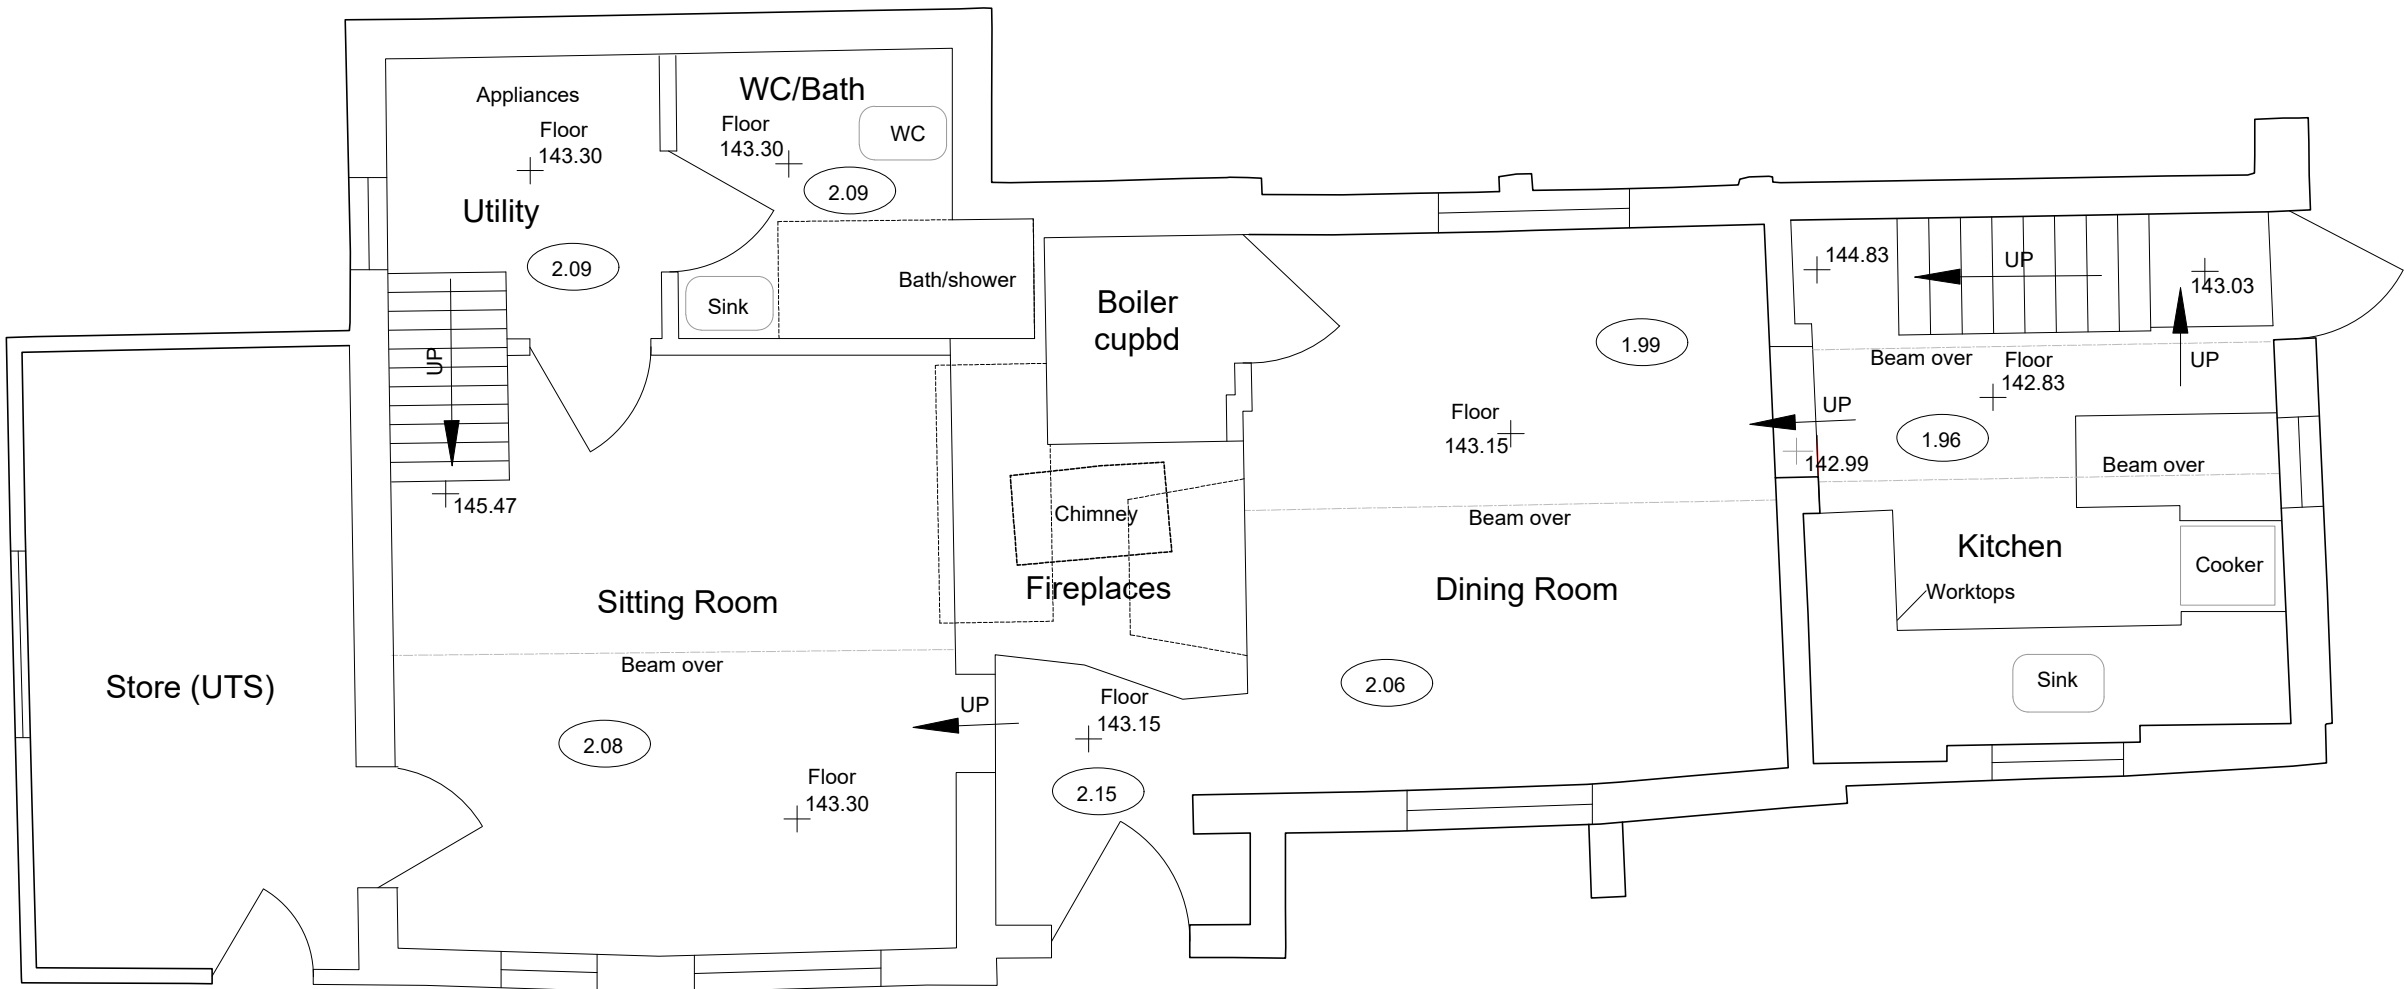 Appliances
Floor
143.30
Utility
2.09
UP
145.47
WC/Bath
Floor
143.30
WC
2.09
Sink
Bath/shower
Boiler
cupbd
Chimney
Fireplaces
Store (UTS)
Sitting Room
Beam over
2.08
Floor
143.30
UP
Floor
143.15
2.15
1.99
Floor
143.15
Beam over
Dining Room
2.06
144.83
UP
143.03
Beam over
Floor
142.83
UP
UP
1.96
142.99
Beam over
Kitchen
Worktops
Cooker
Sink